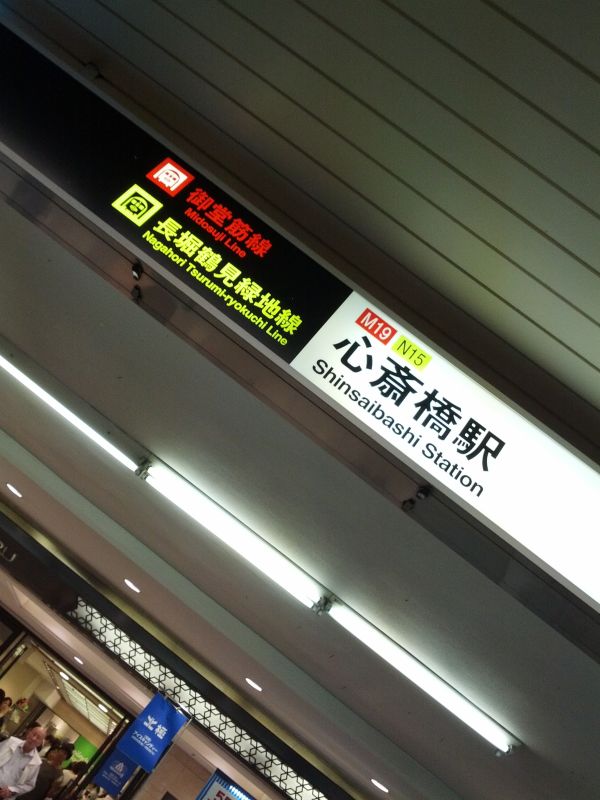 御堂筋線
Midosuji Line
長堀鶴見緑地線
Nagahori Tsurumi-ryokuchi Line
M19 N15
心斎橋駅
Shinsaibashi Station